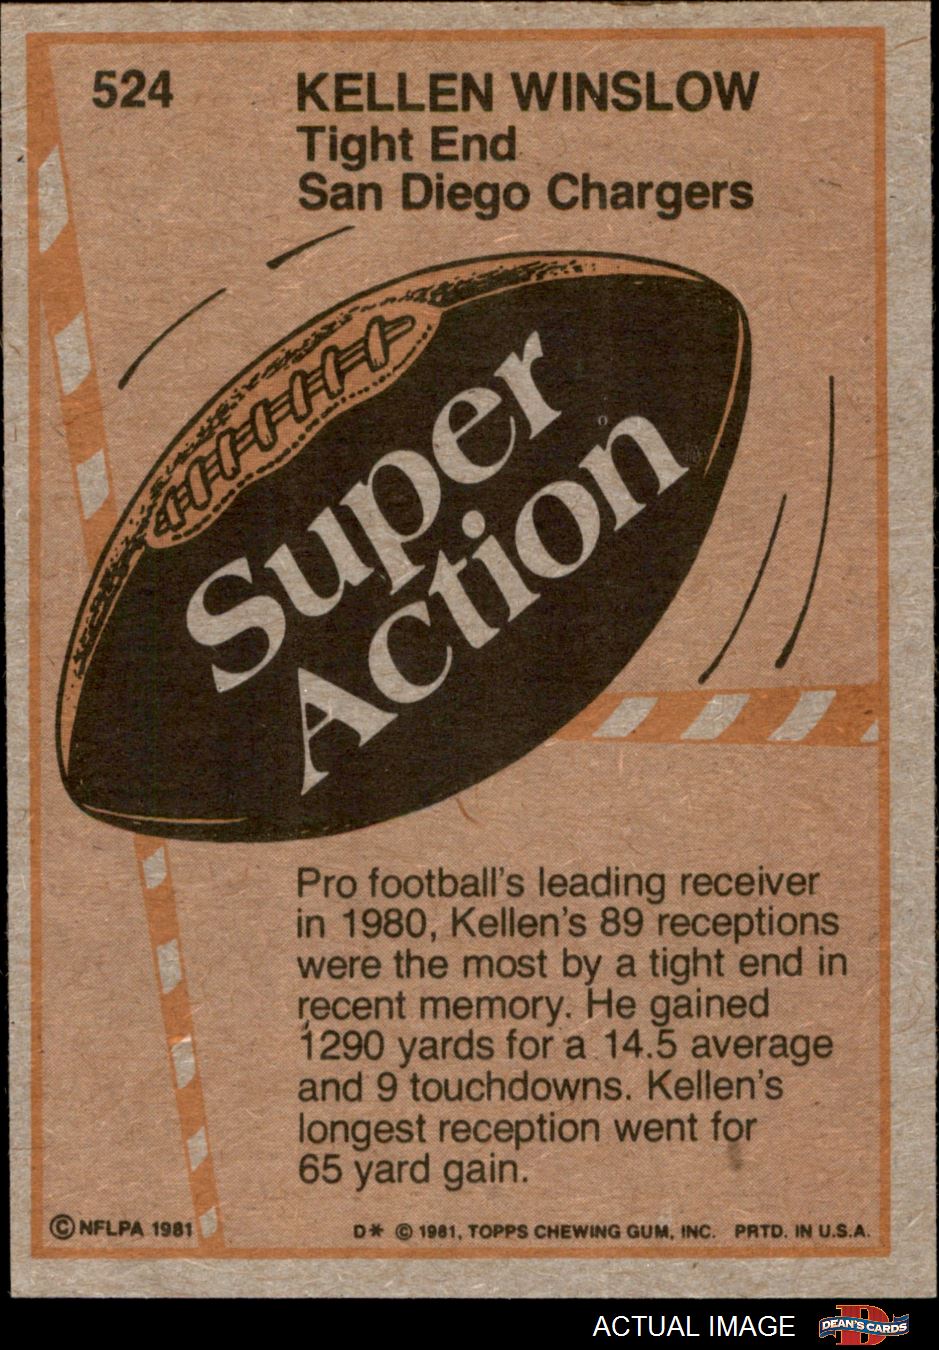 524
KELLEN WINSLOW
Tight End
San Diego Chargers
Super
Action
Pro football's leading receiver
in 1980, Kellen's 89 receptions
were the most by a tight end in
recent memory. He gained
1290 yards for a 14.5 average
and 9 touchdowns. Kellen's
longest reception went for
65 yard gain.
© NFLPA 1981
D* © 1981, TOPPS CHEWING GUM, INC. PRTD. IN U.S.A.
ACTUAL IMAGE
D
DEAN'S CARDS